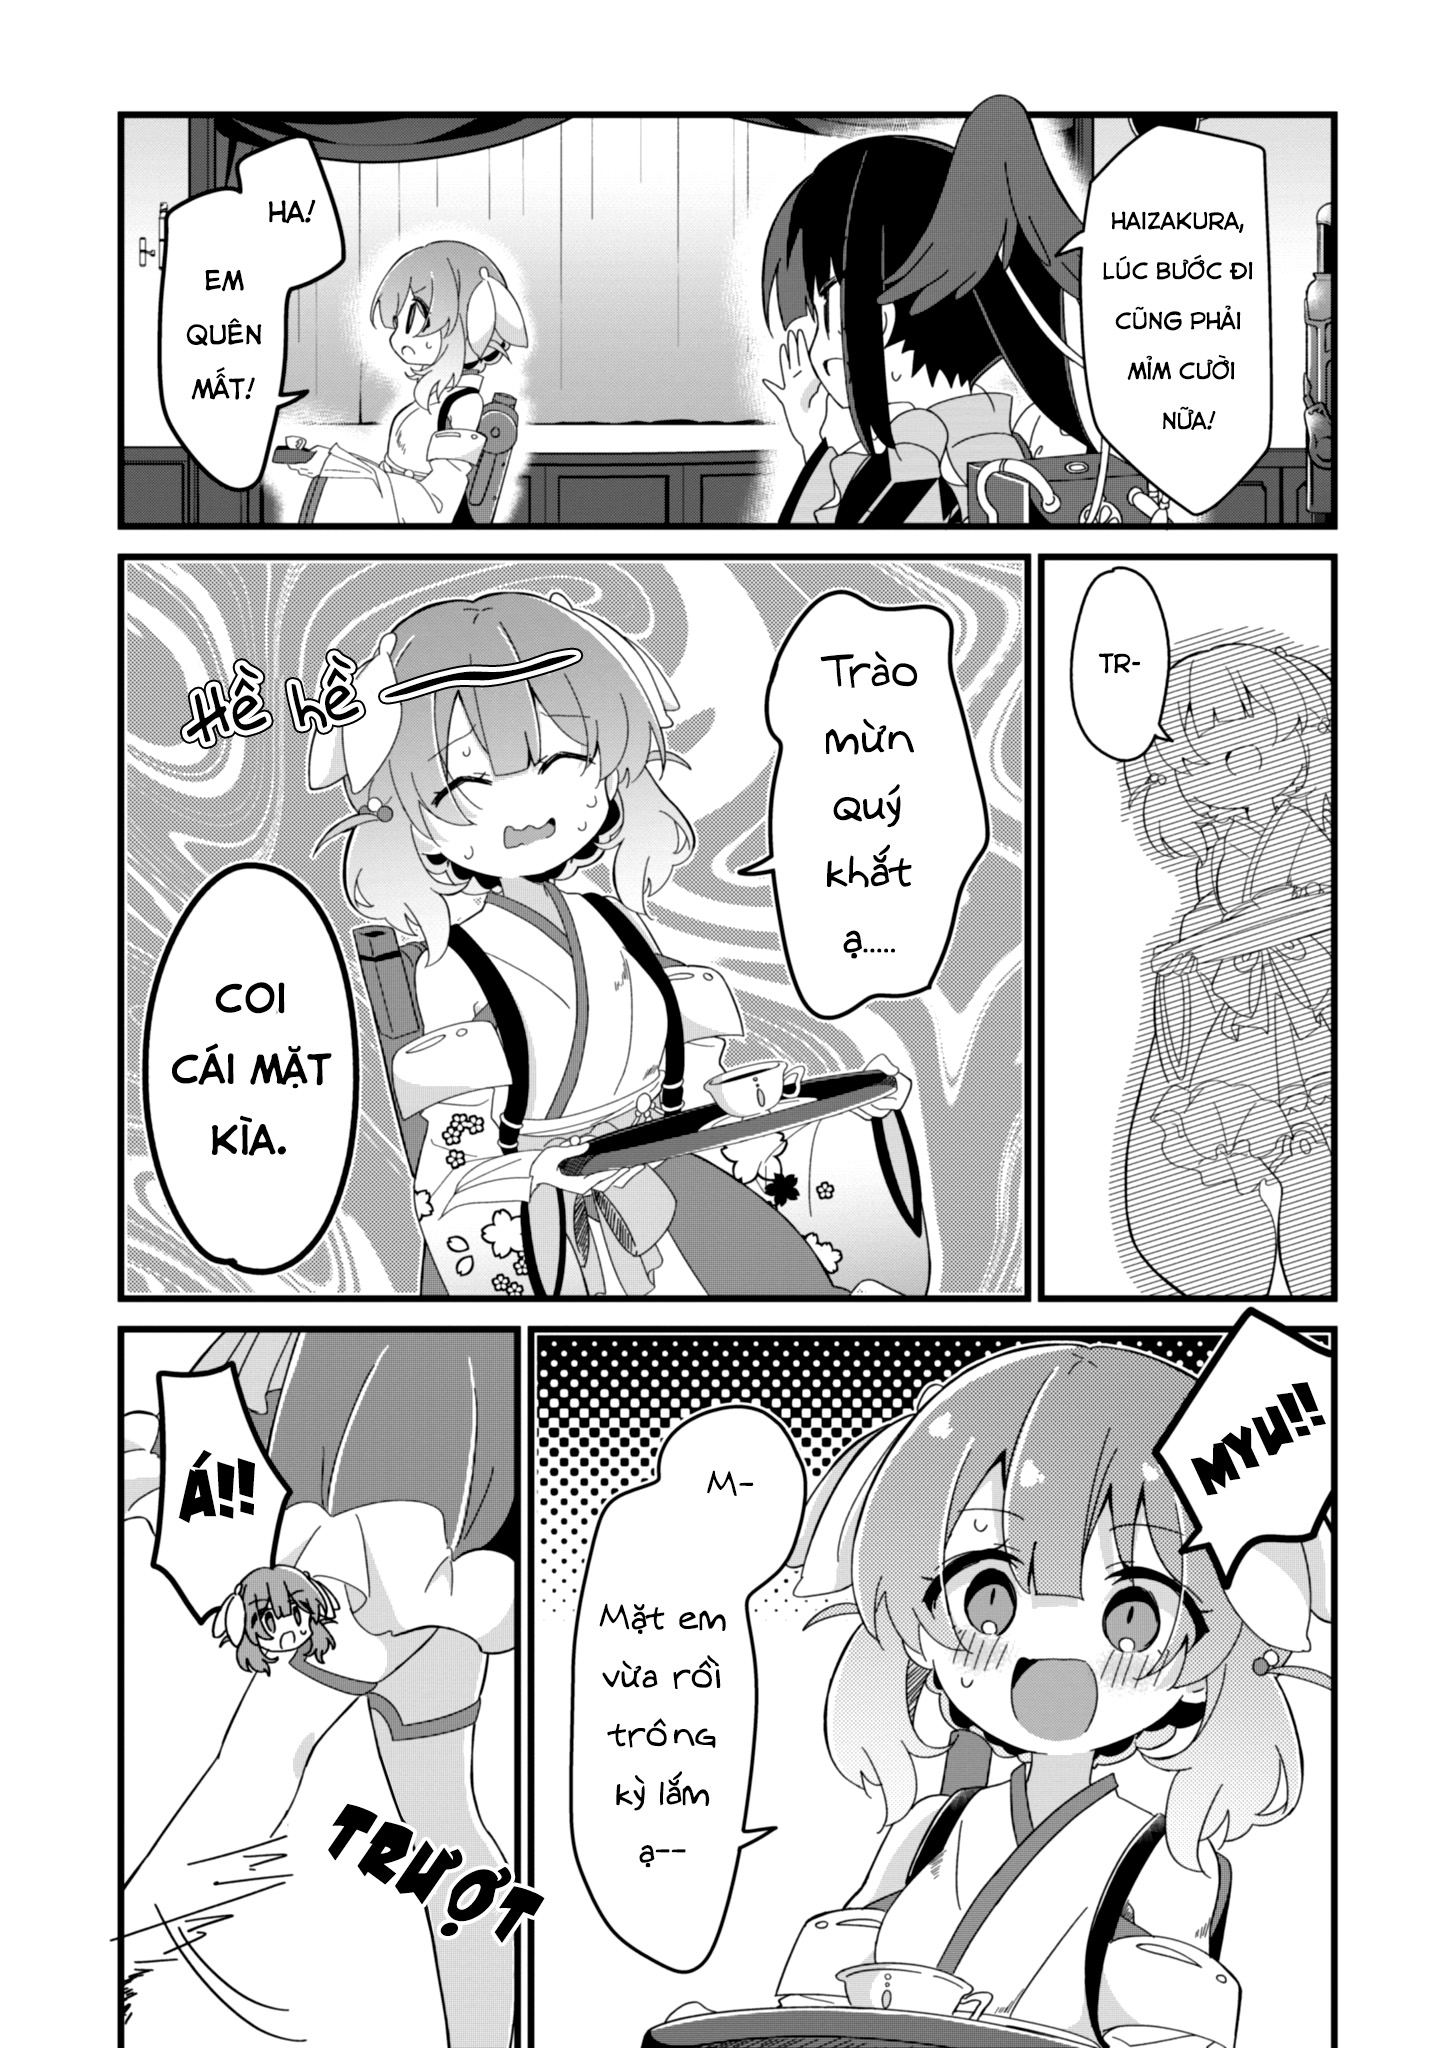 HAIZAKURA,
LÚC BƯỚC ĐI
CŨNG PHẢI
MỈM CƯỜI
NỮA!
HA!
EM
QUÊN
MẤT!
TR-
Trào
mừn
quý
khắt
ạ.....
Hề hề
COI
CÁI MẶT
KÌA.
MYU!!
M-
Mặt em
vừa rồi
trông
kỳ lắm
ạ--
Á!!
TRƯỢT